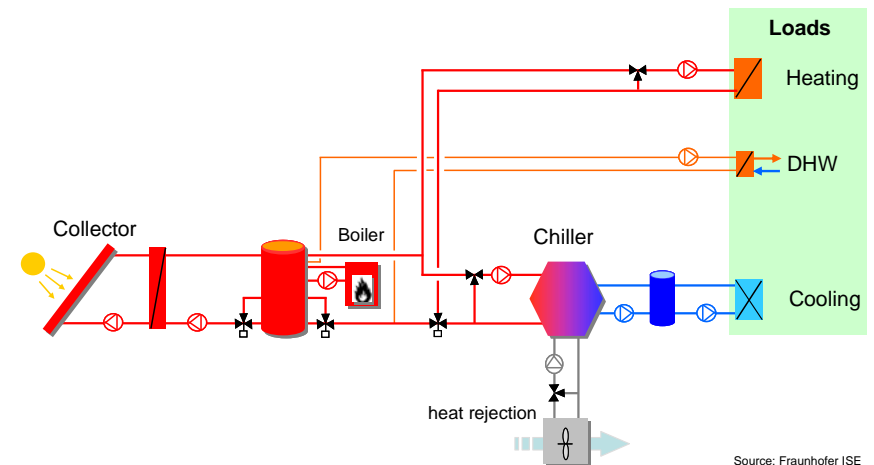 Loads
Heating
DHW
Collector
Boiler
Chiller
Cooling
heat rejection
Source: Fraunhofer ISE